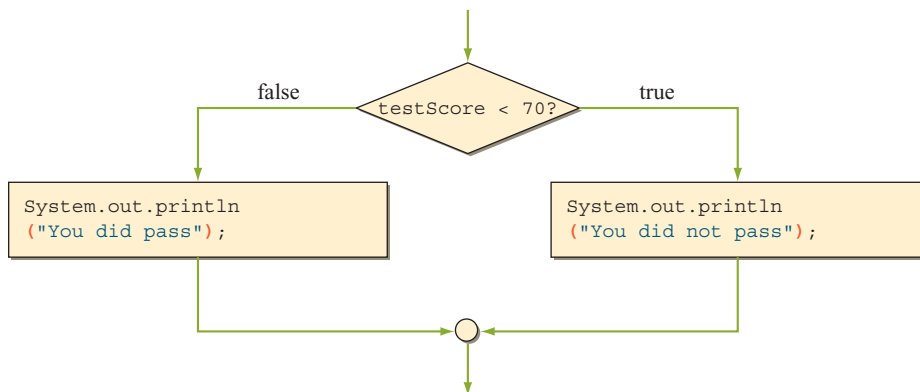 false
testScore < 70?
true
System.out.println
("You did pass");
System.out.println
("You did not pass");